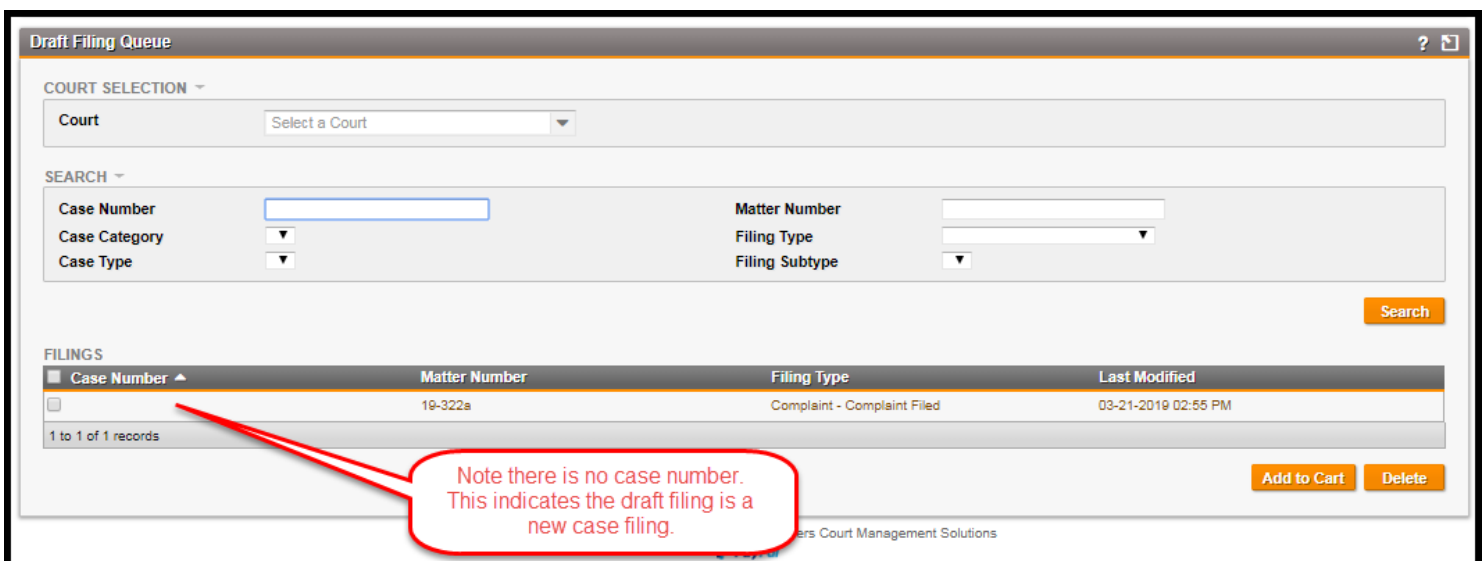 Draft Filing Queue ?
COURT SELECTION
Court Select a Court
SEARCH
Case Number Matter Number
Case Category Filing Type
Case Type Filing Subtype
Search
FILINGS
Case Number Matter Number Filing Type Last Modified
19-322a Complaint - Complaint Filed 03-21-2019 02:55 PM
1 to 1 of 1 records
Note there is no case number.
This indicates the draft filing is a
new case filing.
Add to Cart Delete
ers Court Management Solutions